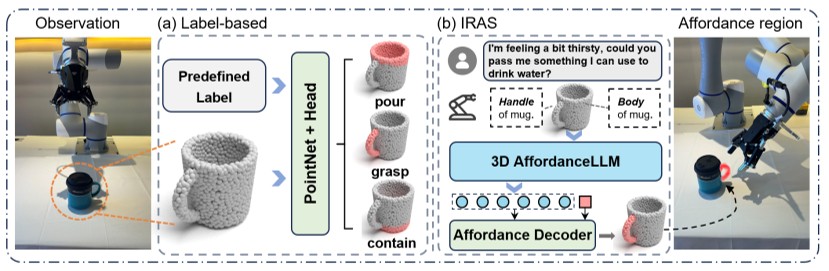 Observation
(a) Label-based
(b) IRAS
Affordance region
Predefined
Label
PointNet + Head
pour
grasp
contain
I'm feeling a bit thirsty, could you
pass me something I can use to
drink water?
Handle
of mug.
Body
of mug.
3D AffordanceLLM
Affordance Decoder